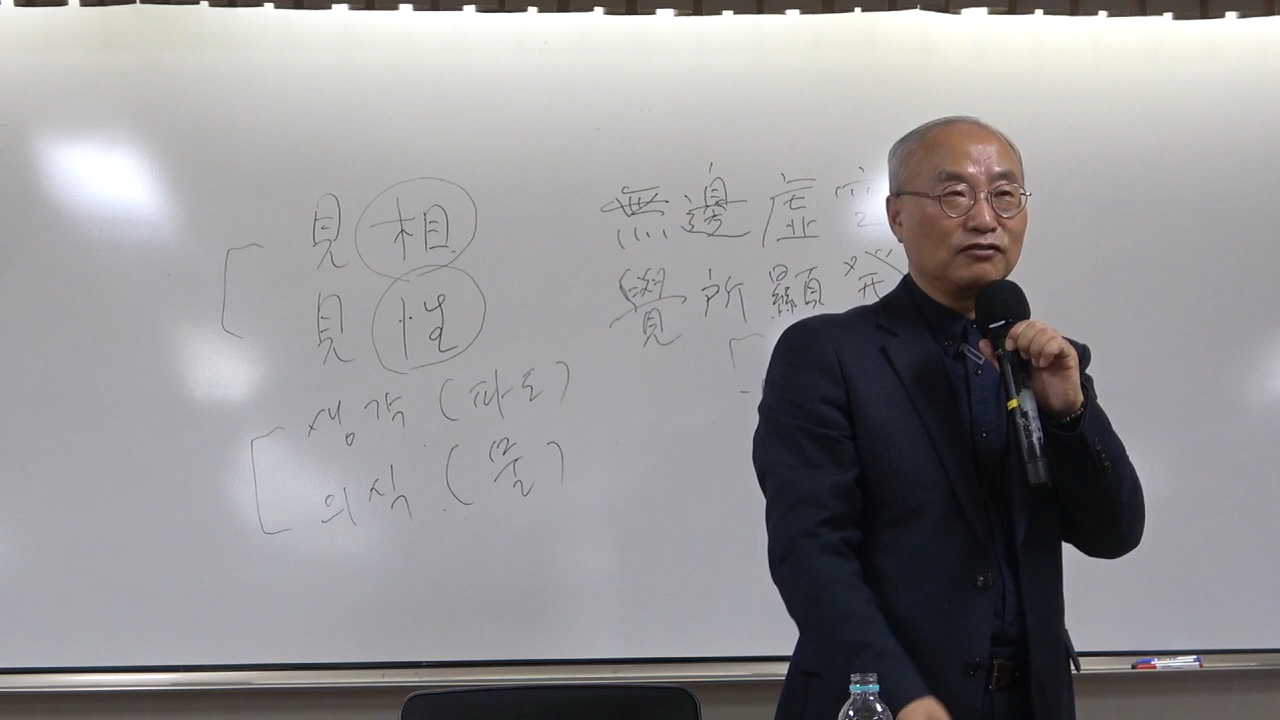 見 相
見 性
생각 (파도)
의식 (물)
無邊虛空
覺所顯發